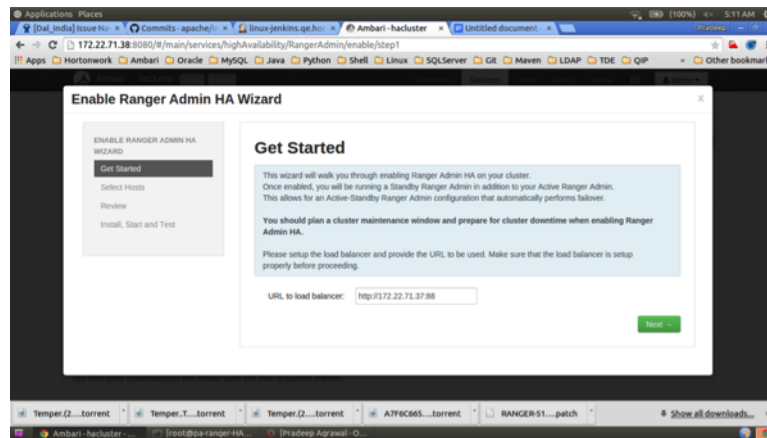 Applications Places
(100%)
5:11 AM
[Dal_India] Issue Na
Commits · apache/in
linux-jenkins.qe.hor
Ambari - hacluster
Untitled document -
Pradeep
172.22.71.38:8080/#/main/services/highAvailability/RangerAdmin/enable/step1
Apps Hortonwork Ambari Oracle MySQL Java Python Shell Linux SQLServer Git Maven LDAP TDE QIP » Other bookmar
Ambari hacluster
Services
admin
Enable Ranger Admin HA Wizard X
ENABLE RANGER ADMIN HA
WIZARD
Get Started
Select Hosts
Review
Install, Start and Test
Get Started
This wizard will walk you through enabling Ranger Admin HA on your cluster.
Once enabled, you will be running a Standby Ranger Admin in addition to your Active Ranger Admin.
This allows for an Active-Standby Ranger Admin configuration that automatically performs failover.
You should plan a cluster maintenance window and prepare for cluster downtime when enabling Ranger
Admin HA.
Please setup the load balancer and provide the URL to be used. Make sure that the load balancer is setup
properly before proceeding.
URL to load balancer: http://172.22.71.37:88
Next →
Temper.(2....torrent
Temper.T....torrent
Temper.(2....torrent
A7F6C665....torrent
RANGER-51....patch
Show all downloads...
Ambari - hacluster - ...
[root@pa-ranger-HA...
[Pradeep Agrawal - O...